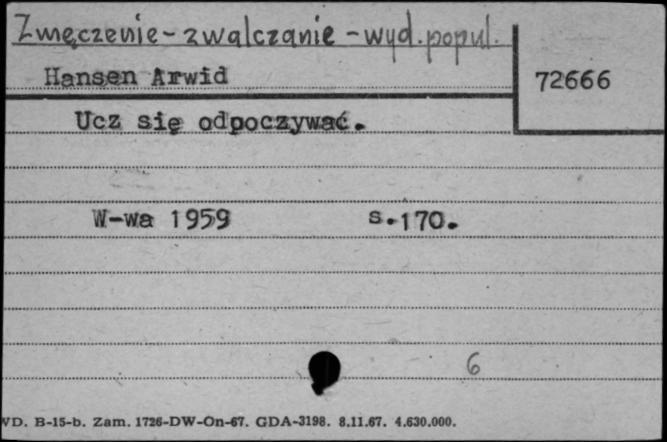 Zmęczenie - zwalczanie - wyd. popul.
Hansen Arwid
72666
Ucz się odpoczywać.
W-wa 1959 s.170.
6
WD. B-15-b. Zam. 1726-DW-On-67. GDA-3198. 8.11.67. 4.630.000.